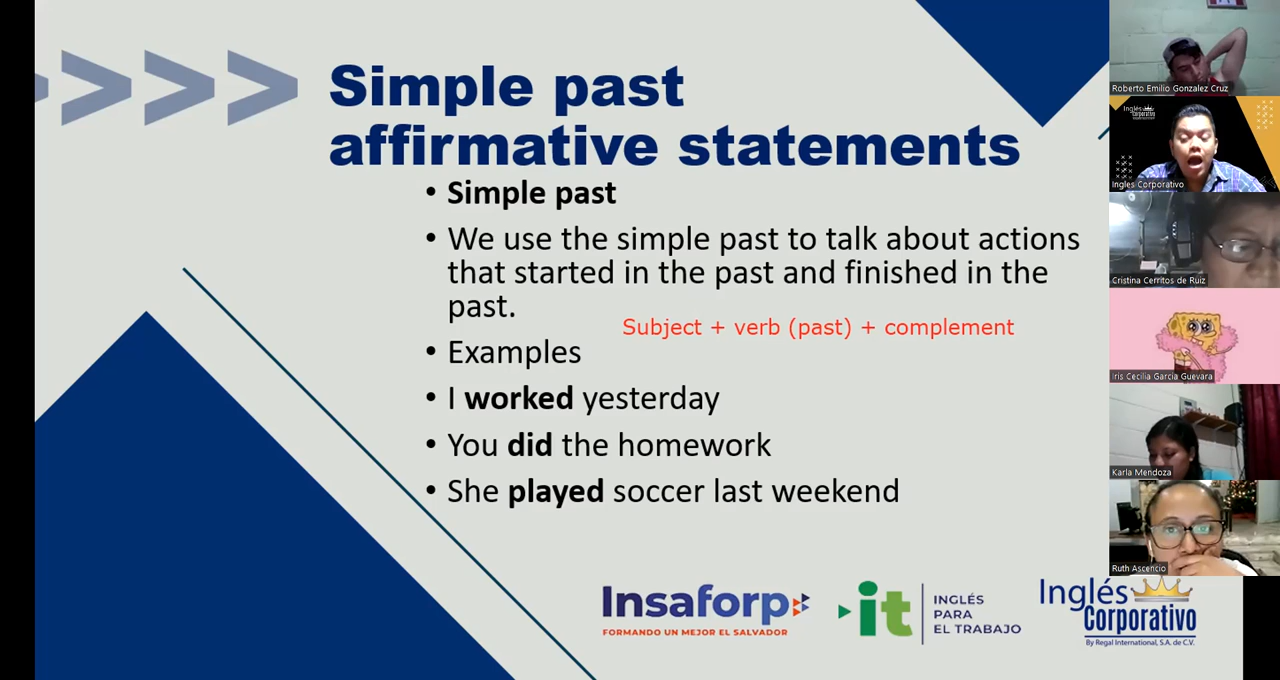 Simple past
affirmative statements
• Simple past
• We use the simple past to talk about actions
that started in the past and finished in the
past.
Subject + verb (past) + complement
• Examples
• I worked yesterday
• You did the homework
• She played soccer last weekend
Insaforp
FORMANDO UN MEJOR EL SALVADOR
it
INGLÉS
PARA
EL TRABAJO
Inglés
Corporativo
By Regal International, S.A. de C.V.
Roberto Emilio Gonzalez Cruz
Inglés
Corporativo
Ingles Corporativo
Cristina Cerritos de Ruiz
Iris Cecilia Garcia Guevara
Karla Mendoza
Ruth Ascencio